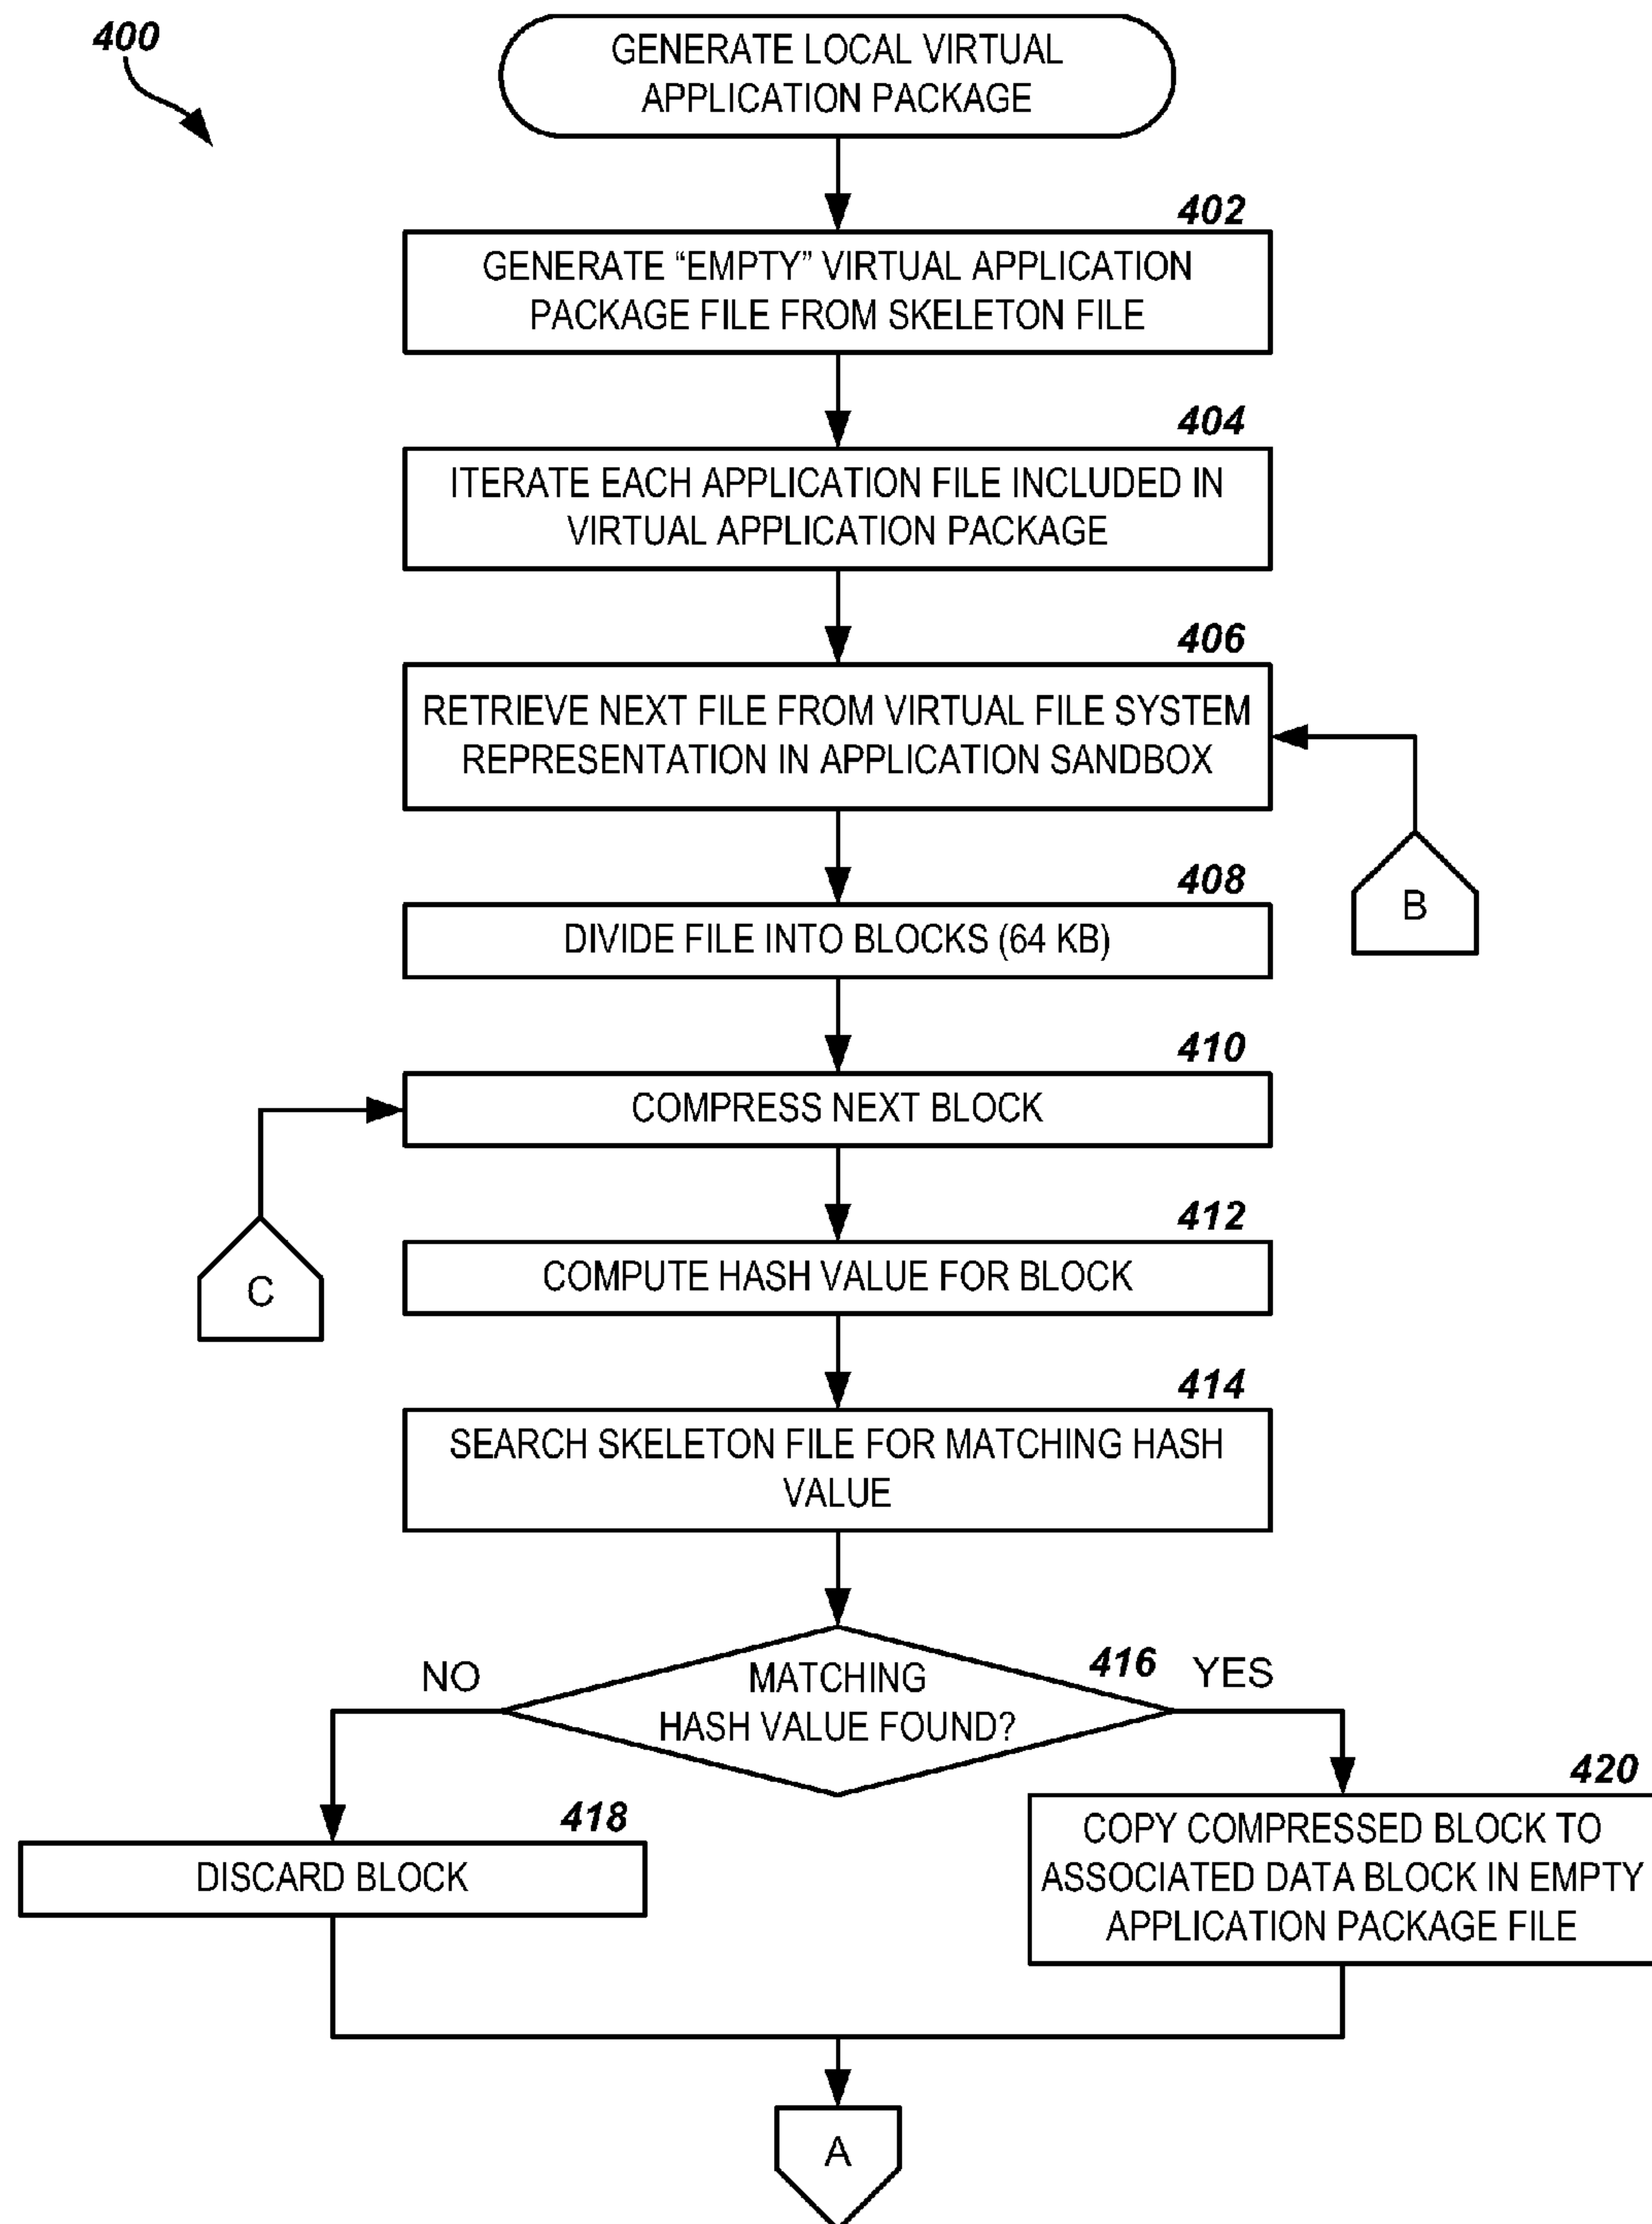 400
GENERATE LOCAL VIRTUAL
APPLICATION PACKAGE
402
GENERATE “EMPTY” VIRTUAL APPLICATION
PACKAGE FILE FROM SKELETON FILE
404
ITERATE EACH APPLICATION FILE INCLUDED IN
VIRTUAL APPLICATION PACKAGE
406
RETRIEVE NEXT FILE FROM VIRTUAL FILE SYSTEM
REPRESENTATION IN APPLICATION SANDBOX
B
408
DIVIDE FILE INTO BLOCKS (64 KB)
410
COMPRESS NEXT BLOCK
C
412
COMPUTE HASH VALUE FOR BLOCK
414
SEARCH SKELETON FILE FOR MATCHING HASH
VALUE
416
NO
MATCHING
HASH VALUE FOUND?
YES
418
DISCARD BLOCK
420
COPY COMPRESSED BLOCK TO
ASSOCIATED DATA BLOCK IN EMPTY
APPLICATION PACKAGE FILE
A